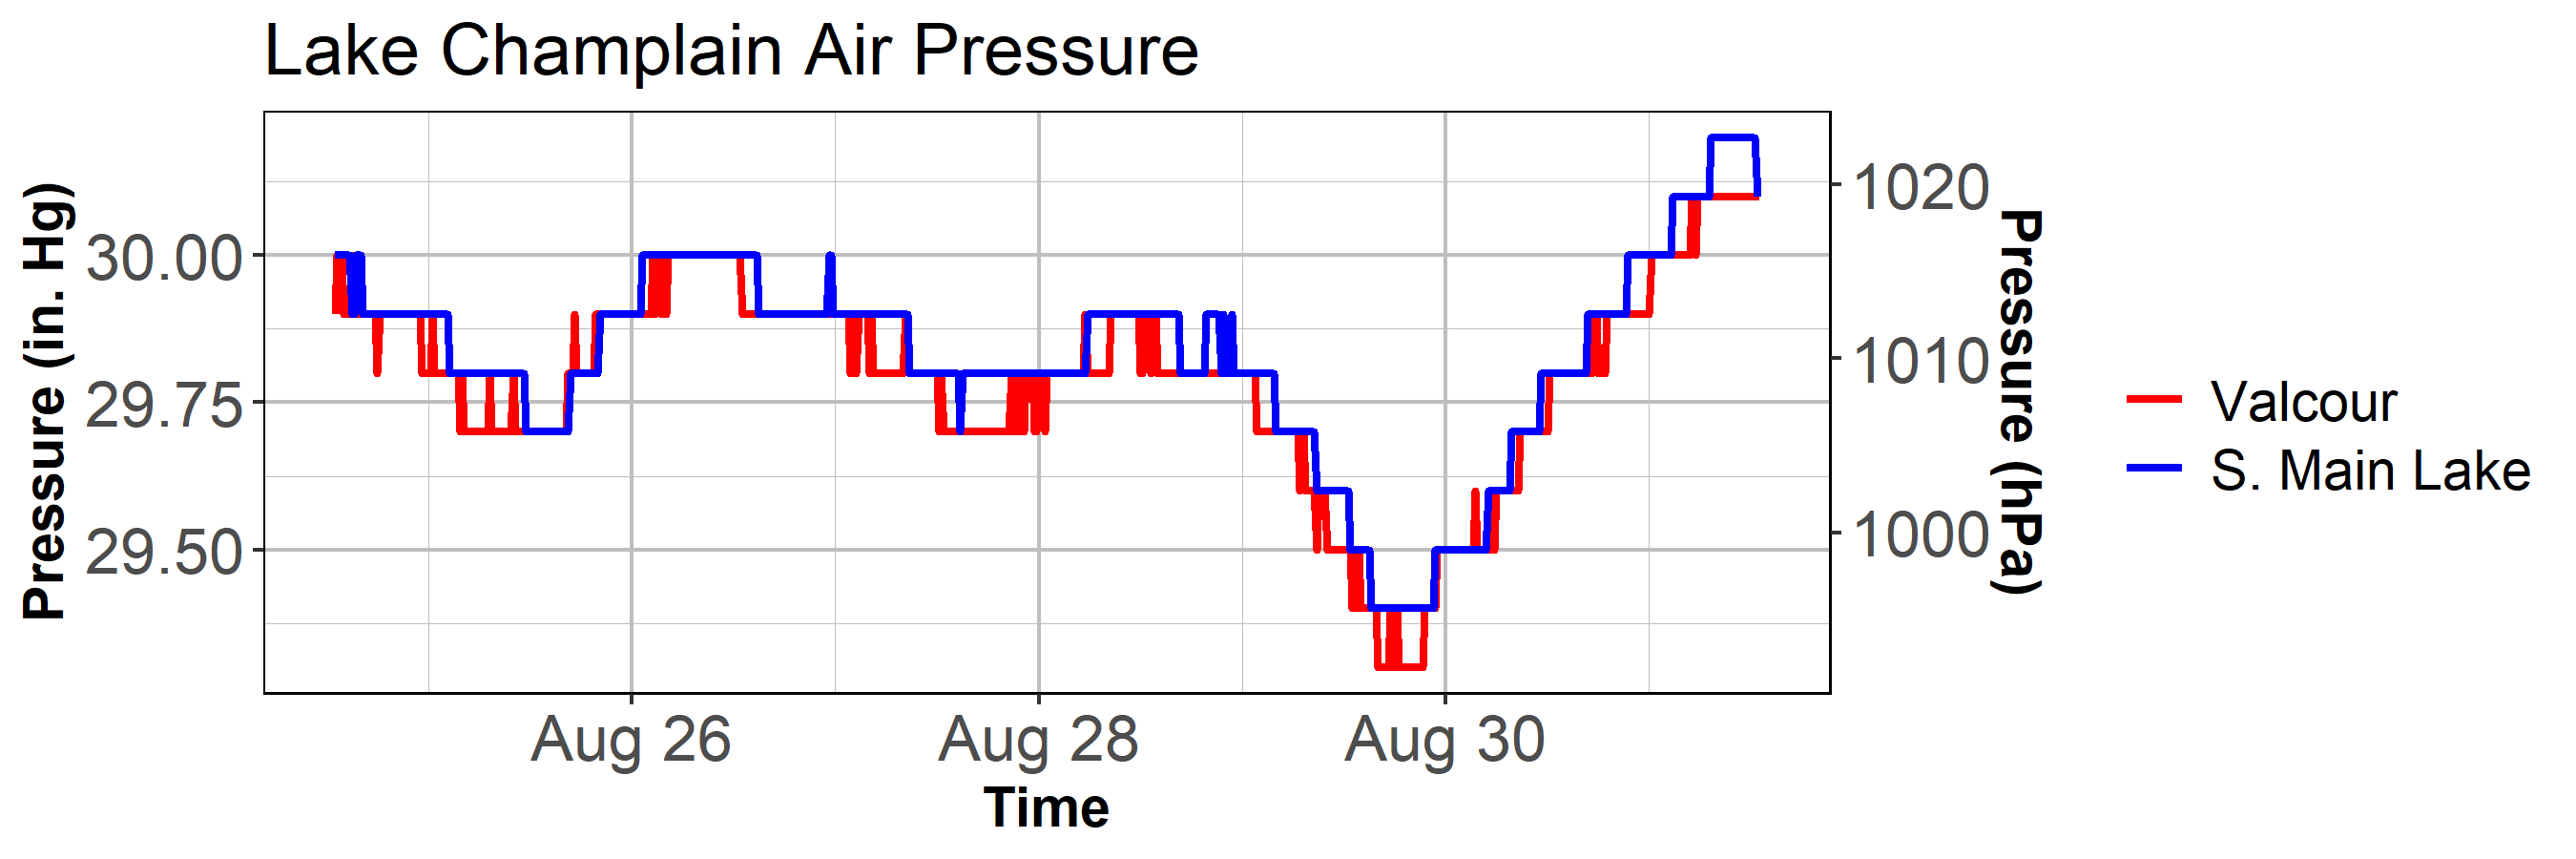 Lake Champlain Air Pressure
Pressure (in. Hg)
30.00
29.75
29.50
1020
1010
1000
Pressure (hPa)
Aug 26
Aug 28
Aug 30
Time
Valcour
S. Main Lake